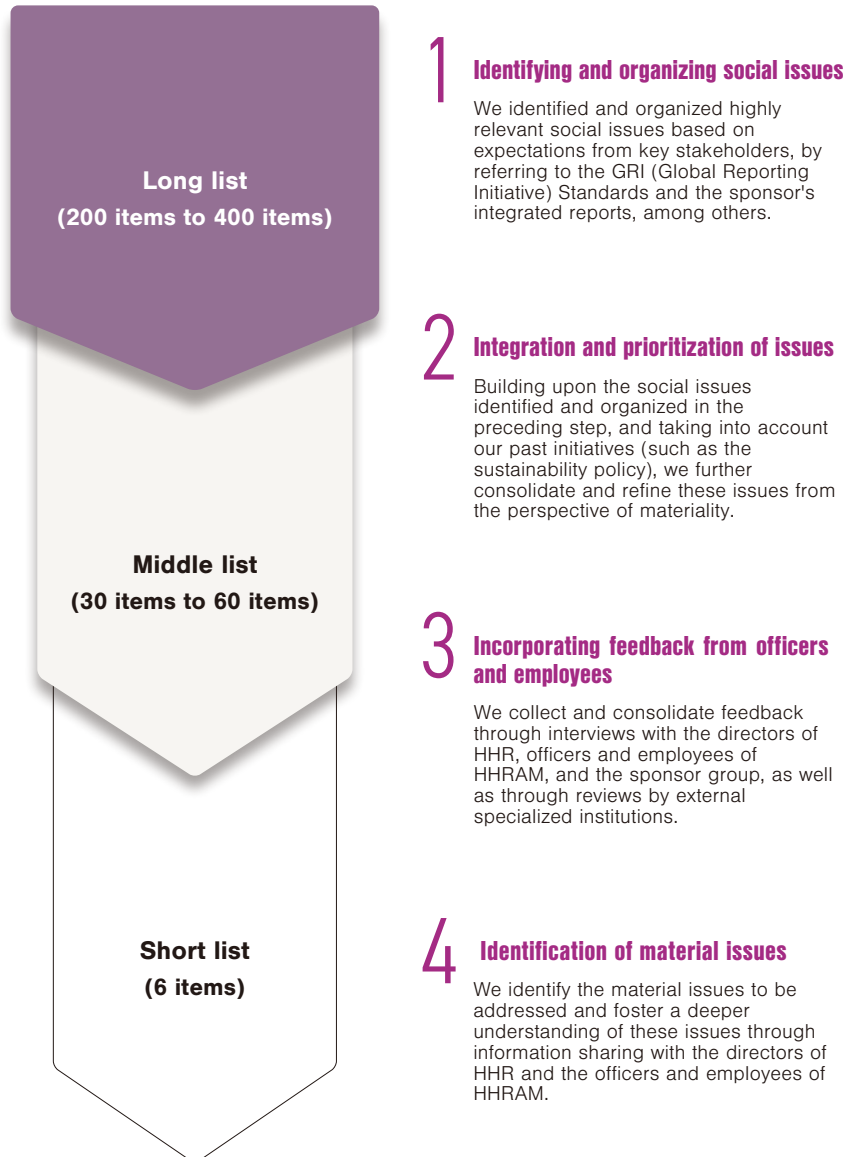 Long list
(200 items to 400 items)
1
Identifying and organizing social issues
We identified and organized highly
relevant social issues based on
expectations from key stakeholders, by
referring to the GRI (Global Reporting
Initiative) Standards and the sponsor's
integrated reports, among others.
2
Integration and prioritization of issues
Building upon the social issues
identified and organized in the
preceding step, and taking into account
our past initiatives (such as the
sustainability policy), we further
consolidate and refine these issues from
the perspective of materiality.
Middle list
(30 items to 60 items)
3
Incorporating feedback from officers
and employees
We collect and consolidate feedback
through interviews with the directors of
HHR, officers and employees of
HHRAM, and the sponsor group, as well
as through reviews by external
specialized institutions.
Short list
(6 items)
4
Identification of material issues
We identify the material issues to be
addressed and foster a deeper
understanding of these issues through
information sharing with the directors of
HHR and the officers and employees of
HHRAM.